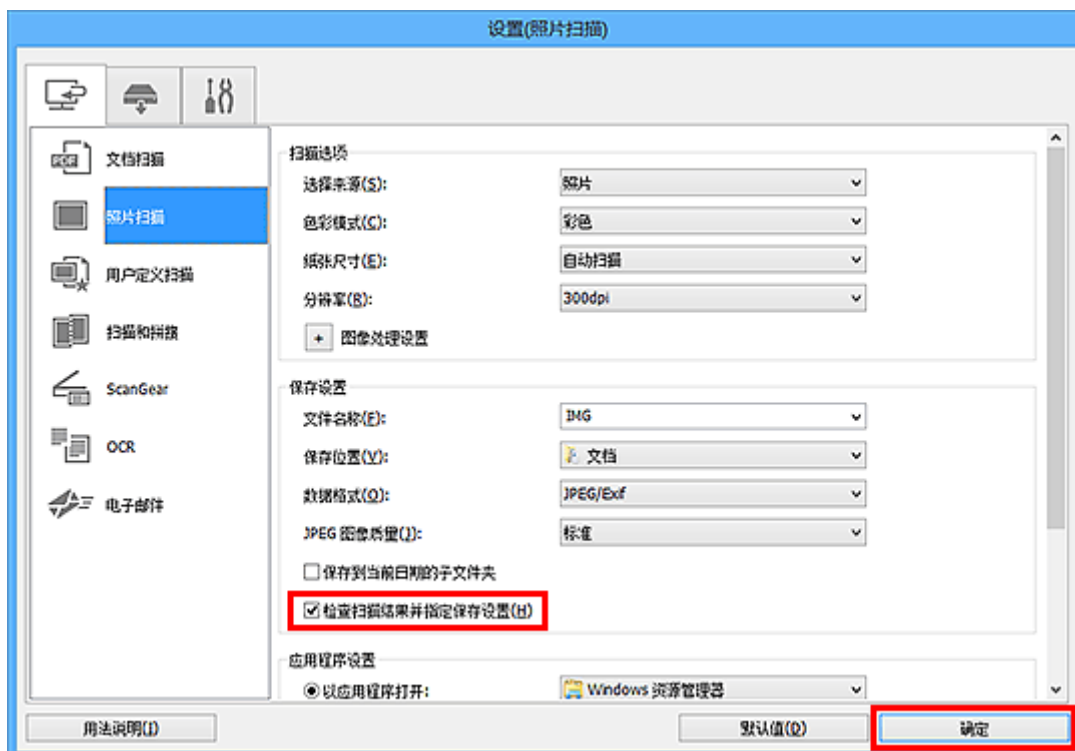 设置(照片扫描)
文档扫描
照片扫描
用户定义扫描
扫描和拼接
ScanGear
OCR
电子邮件
扫描选项
选择来源(S): 照片
色彩模式(C): 彩色
纸张尺寸(E): 自动扫描
分辨率(R): 300dpi
+ 图像处理设置
保存设置
文件名称(F): IMG
保存位置(V): 文档
数据格式(O): JPEG/Exif
JPEG 图像质量(J): 标准
保存到当前日期的子文件夹
检查扫描结果并指定保存设置(H)
应用程序设置
以应用程序打开: Windows 资源管理器
用法说明(I) 默认值(D) 确定